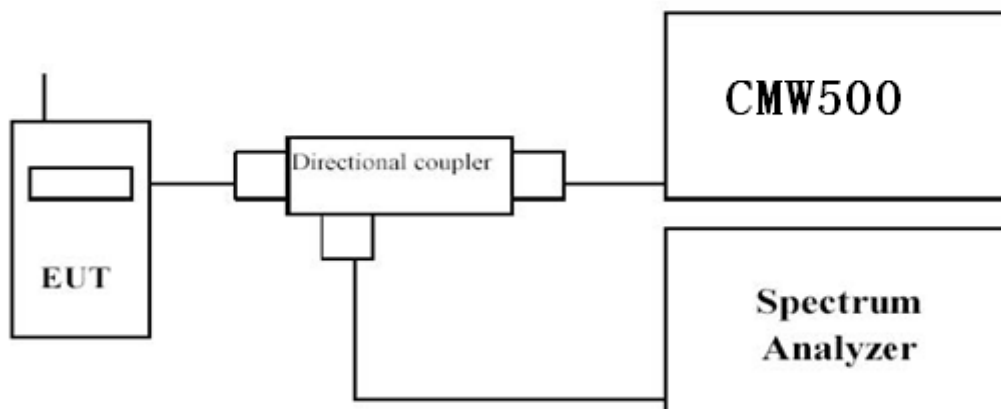 CMW500
Directional coupler
EUT
Spectrum
Analyzer